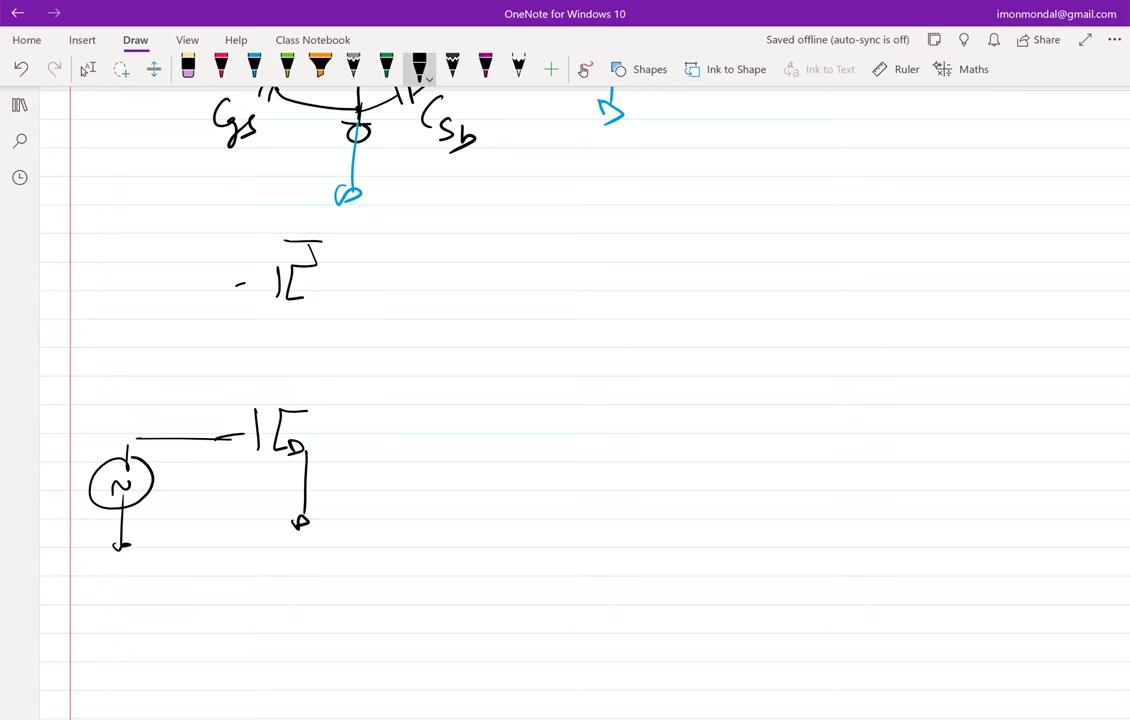 OneNote for Windows 10
imonmondal@gmail.com
Home Insert Draw View Help Class Notebook
Saved offline (auto-sync is off) Share
Shapes Ink to Shape Ink to Text Ruler Maths
Cgs
Csb